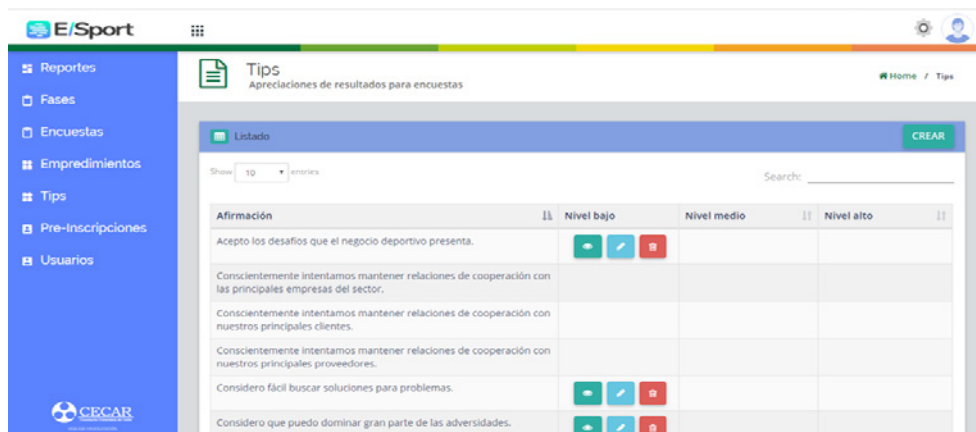 E/Sport
Reportes
Fases
Encuestas
Empredimientos
Tips
Pre-Inscripciones
Usuarios
CECAR
Tips
Apreciaciones de resultados para encuestas
Home / Tips
Listado
CREAR
Show 10 entries
Search:
Afirmación Nivel bajo Nivel medio Nivel alto
Acepto los desafíos que el negocio deportivo presenta.
Conscientemente intentamos mantener relaciones de cooperación con
las principales empresas del sector.
Conscientemente intentamos mantener relaciones de cooperación con
nuestros principales clientes.
Conscientemente intentamos mantener relaciones de cooperación con
nuestros principales proveedores.
Considero fácil buscar soluciones para problemas.
Considero que puedo dominar gran parte de las adversidades.